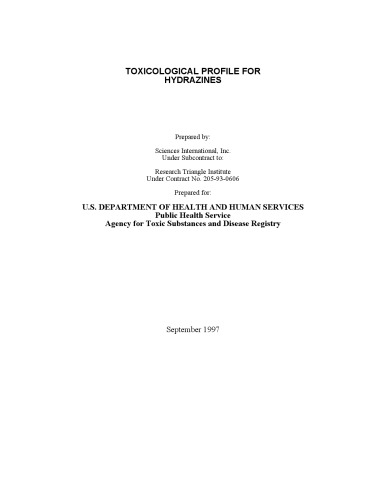 TOXICOLOGICAL PROFILE FOR
HYDRAZINES
Prepared by:
Sciences International, Inc.
Under Subcontract to:
Research Triangle Institute
Under Contract No. 205-93-0606
Prepared for:
U.S. DEPARTMENT OF HEALTH AND HUMAN SERVICES
Public Health Service
Agency for Toxic Substances and Disease Registry
September 1997